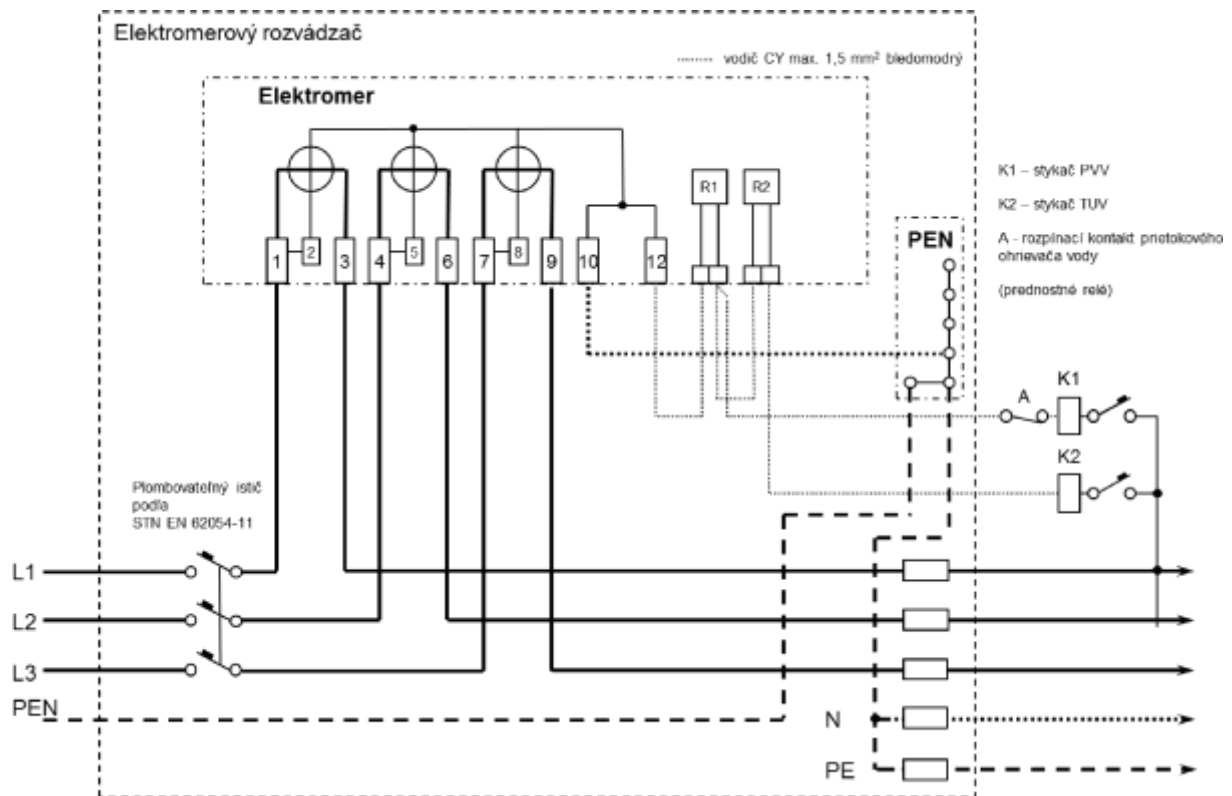 Elektromerový rozvádzač
vodič CY max. 1,5 mm² bledomodrý
Elektromer
R1 R2
1 2 3 4 5 6 7 8 9 10 12
PEN
K1 – stykač PVV
K2 – stykač TUV
A - rozpínací kontakt prietokového
ohrievača vody
(prednostné relé)
A K1
K2
Plombovateľný istič
podľa
STN EN 62054-11
L1
L2
L3
PEN
N
PE